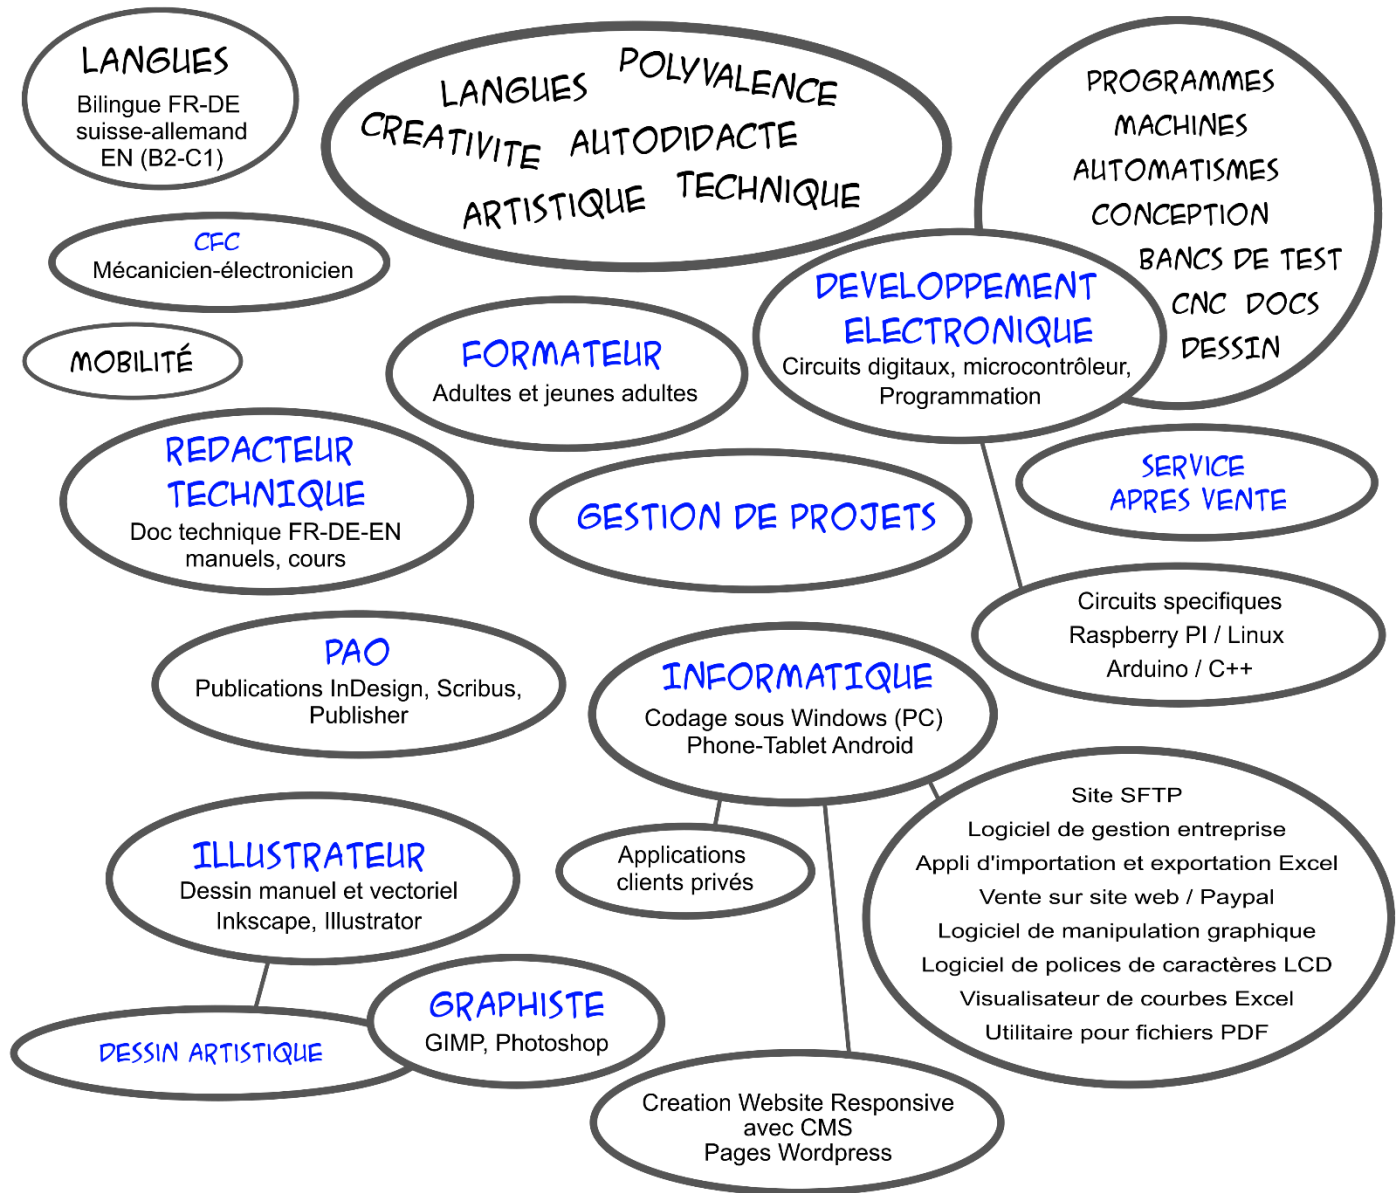 LANGUES
Bilingue FR-DE
suisse-allemand
EN (B2-C1)
LANGUES POLYVALENCE
CREATIVITE AUTODIDACTE
ARTISTIQUE TECHNIQUE
PROGRAMMES
MACHINES
AUTOMATISMES
CONCEPTION
BANCS DE TEST
CNC DOCS
DESSIN
CFC
Mécanicien-électronicien
MOBILITÉ
FORMATEUR
Adultes et jeunes adultes
DEVELOPPEMENT
ELECTRONIQUE
Circuits digitaux, microcontrôleur,
Programmation
REDACTEUR
TECHNIQUE
Doc technique FR-DE-EN
manuels, cours
GESTION DE PROJETS
SERVICE
APRES VENTE
Circuits specifiques
Raspberry PI / Linux
Arduino / C++
PAO
Publications InDesign, Scribus,
Publisher
INFORMATIQUE
Codage sous Windows (PC)
Phone-Tablet Android
Applications
clients privés
Site SFTP
Logiciel de gestion entreprise
Appli d'importation et exportation Excel
Vente sur site web / Paypal
Logiciel de manipulation graphique
Logiciel de polices de caractères LCD
Visualisateur de courbes Excel
Utilitaire pour fichiers PDF
ILLUSTRATEUR
Dessin manuel et vectoriel
Inkscape, Illustrator
DESSIN ARTISTIQUE
GRAPHISTE
GIMP, Photoshop
Creation Website Responsive
avec CMS
Pages Wordpress